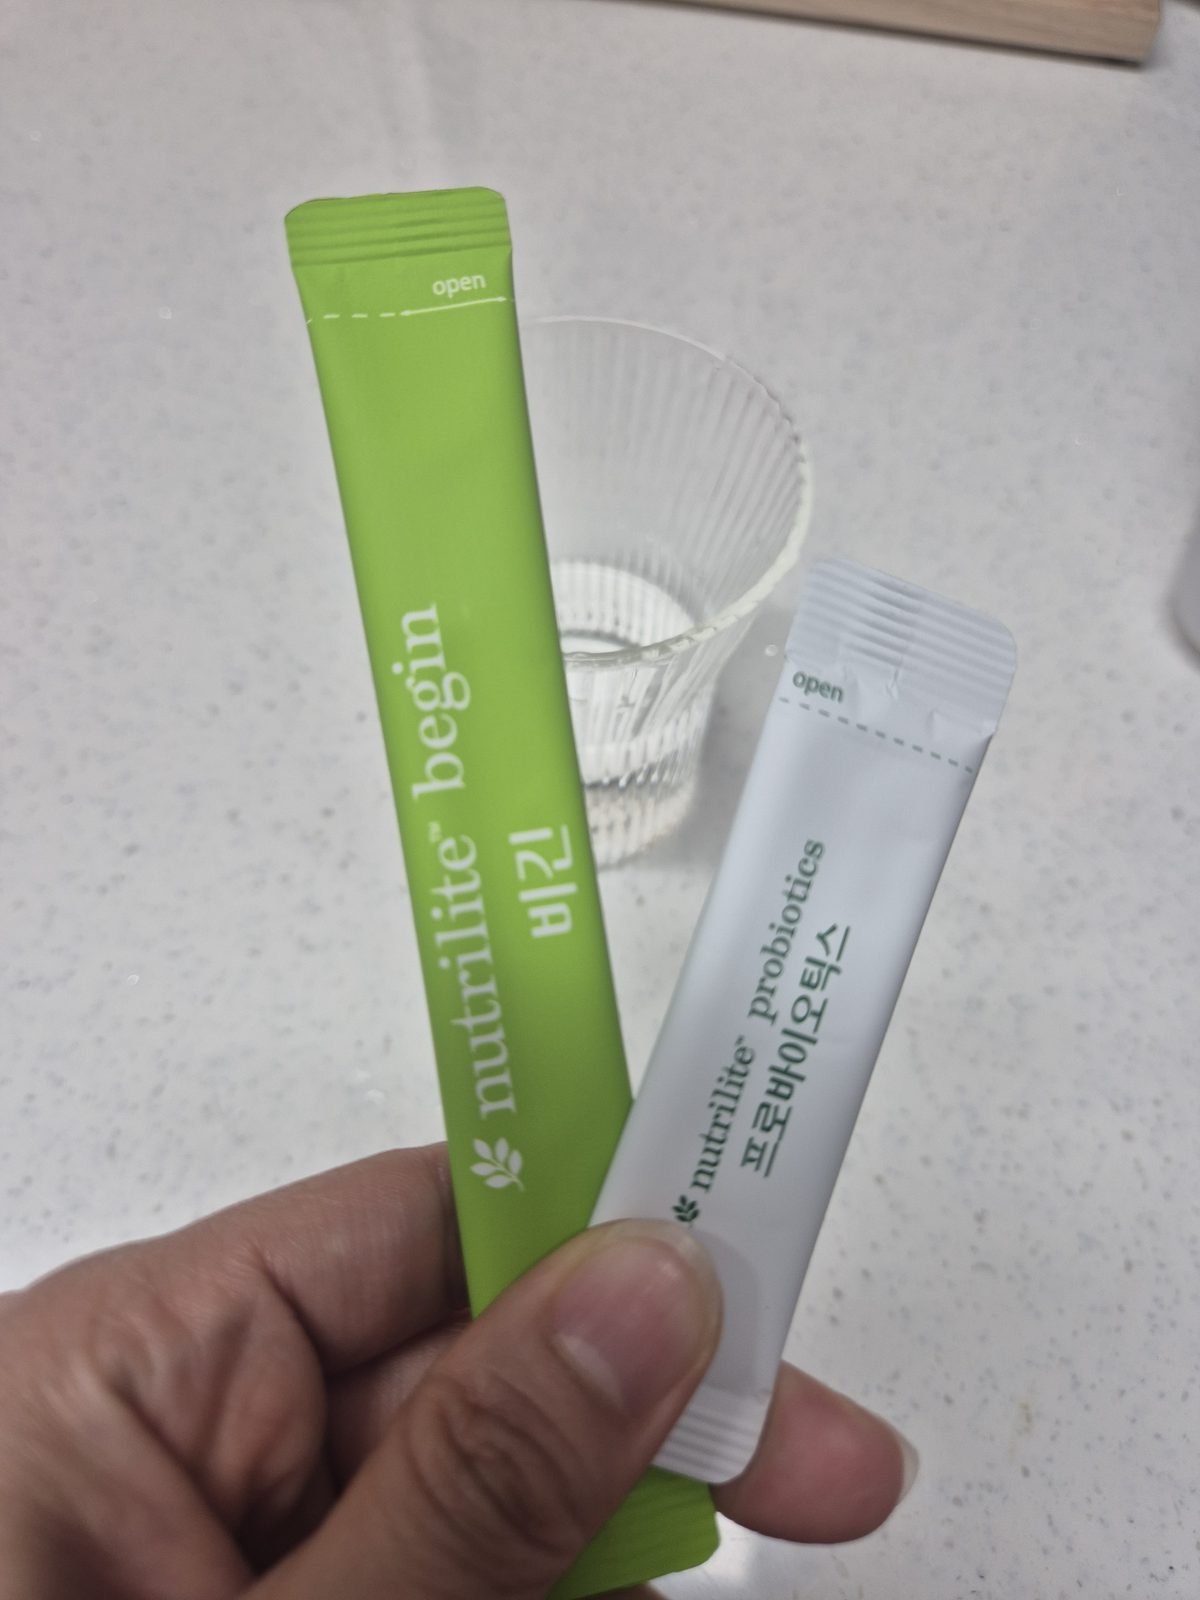 open
nutrilite™ begin
비긴
open
nutrilite™ probiotics
프로바이오틱스